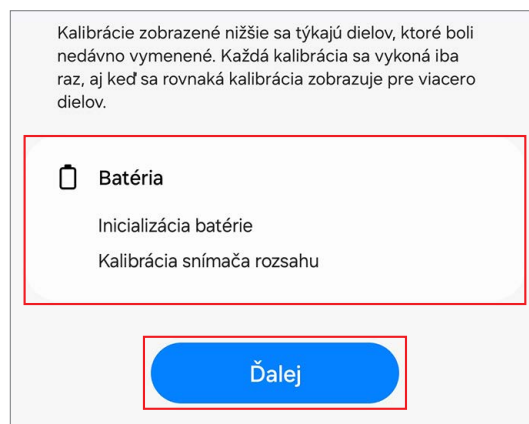 Kalibrácie zobrazené nižšie sa týkajú dielov, ktoré boli
nedávno vymenené. Každá kalibrácia sa vykoná iba
raz, aj keď sa rovnaká kalibrácia zobrazuje pre viacero
dielov.
Batéria
Inicializácia batérie
Kalibrácia snímača rozsahu
Ďalej